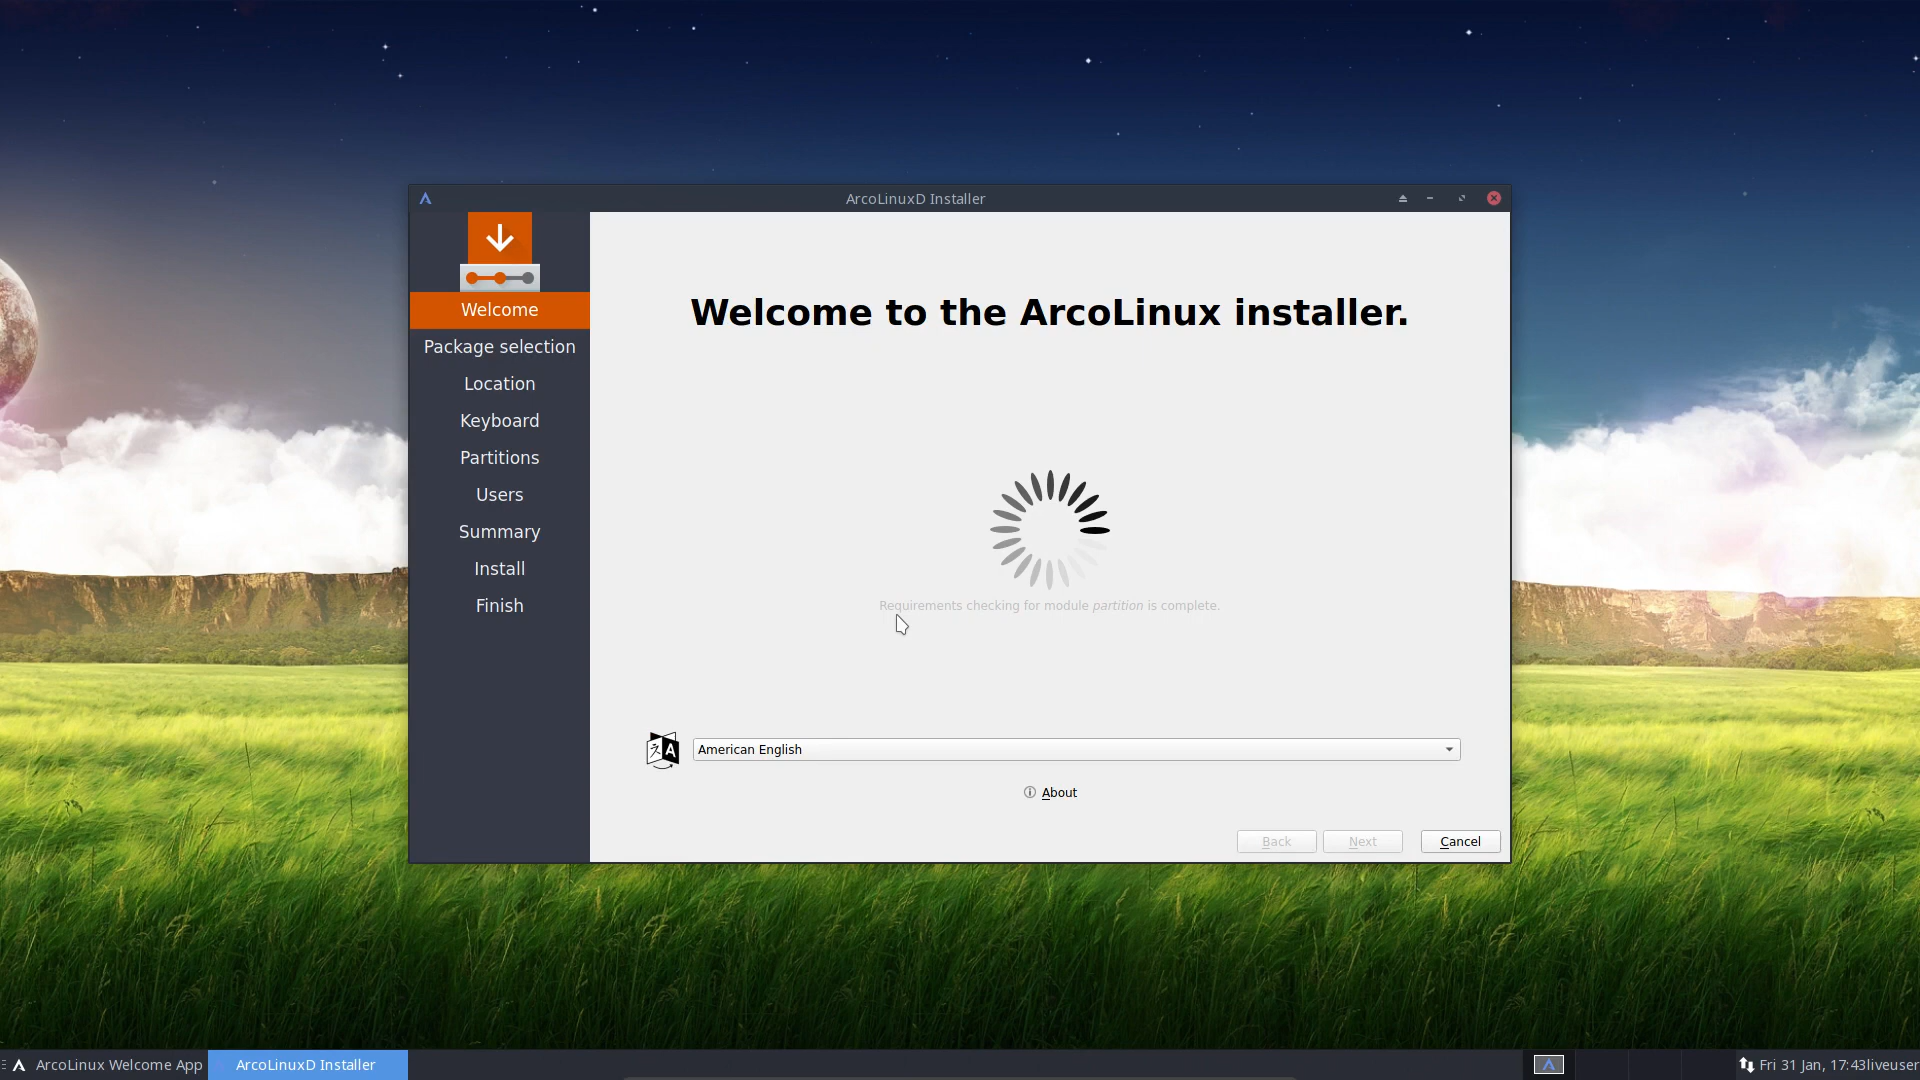 ArcoLinuxD Installer
Welcome
Package selection
Location
Keyboard
Partitions
Users
Summary
Install
Finish
Welcome to the ArcoLinux installer.
Requirements checking for module partition is complete.
American English
About
Back
Next
Cancel
ArcoLinux Welcome App
ArcoLinuxD Installer
Fri 31 Jan, 17:43liveuser